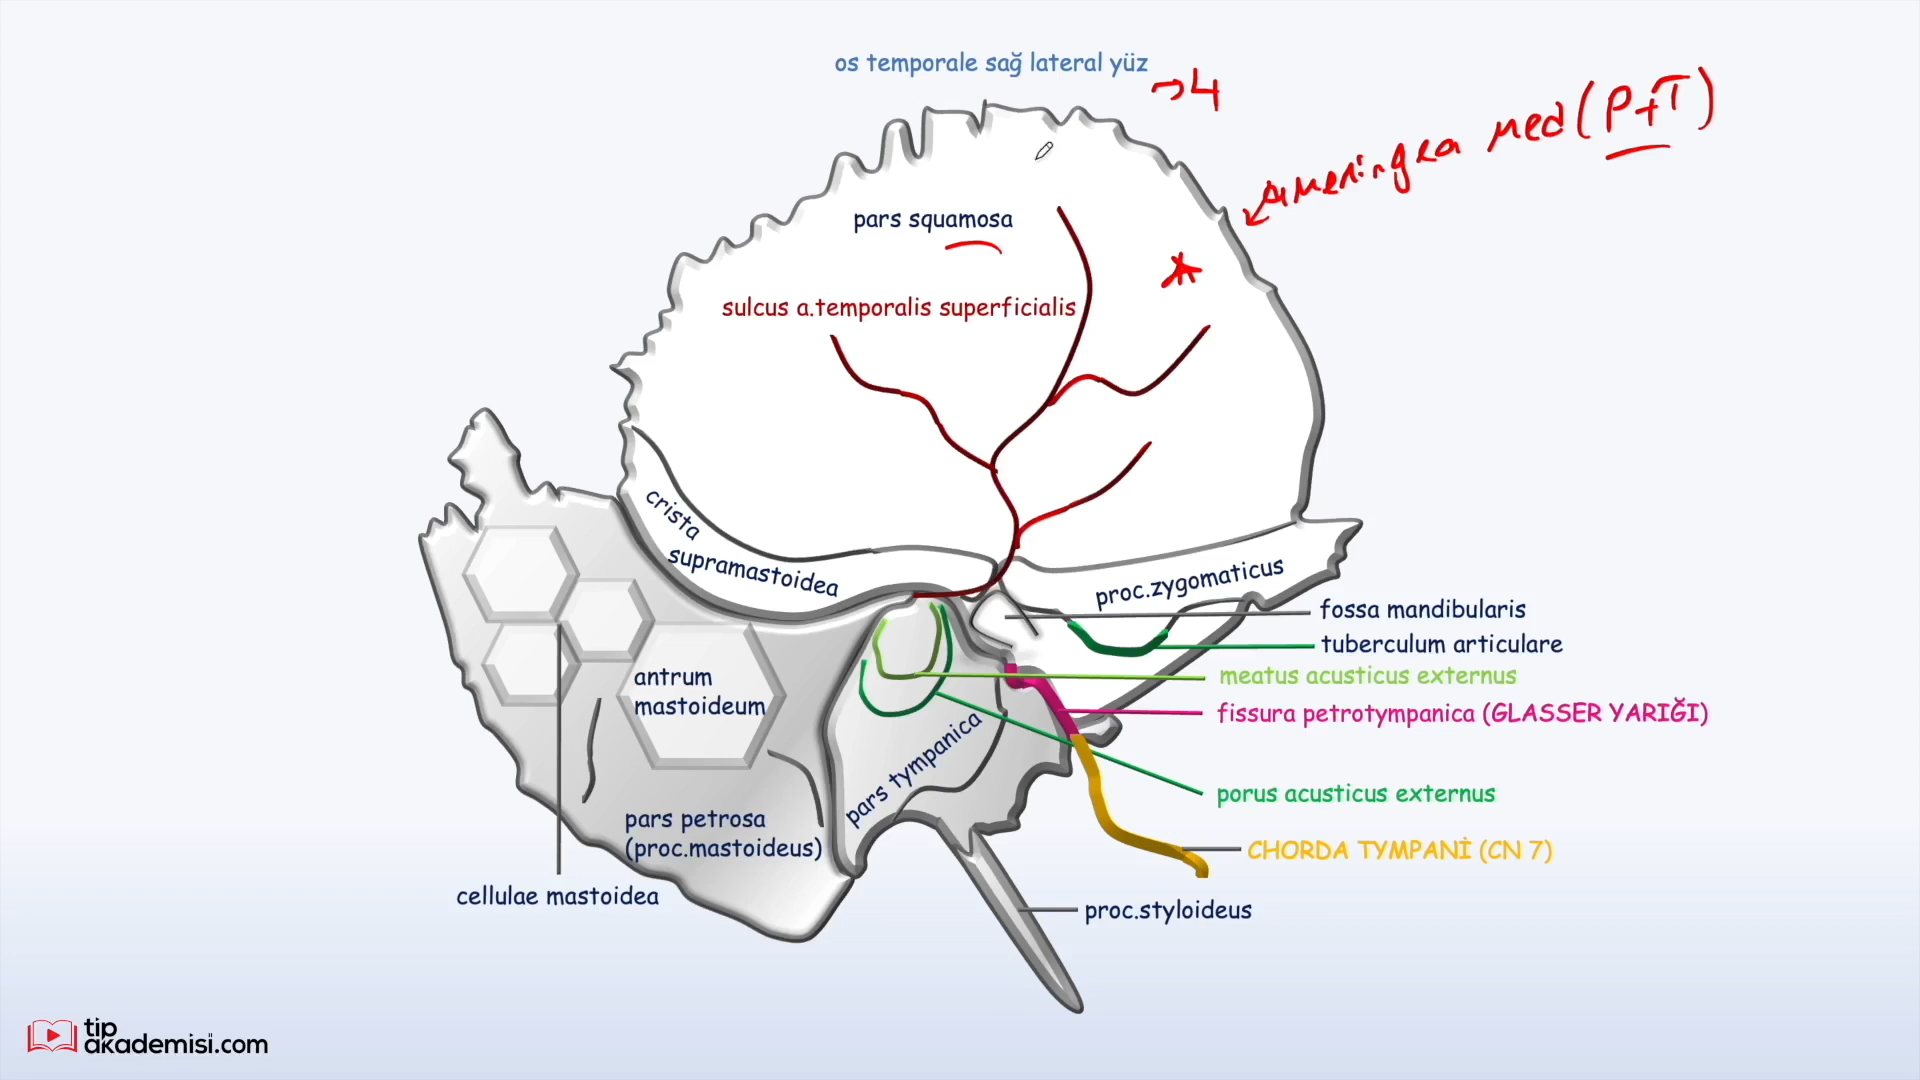 os temporale sağ lateral yüz
→4
a.meningea med (P+T)
pars squamosa
sulcus a.temporalis superficialis
crista
supramastoidea
proc.zygomaticus
fossa mandibularis
tuberculum articulare
meatus acusticus externus
fissura petrotympanica (GLASSER YARIĞI)
antrum
mastoideum
pars tympanica
porus acusticus externus
pars petrosa
(proc.mastoideus)
CHORDA TYMPANİ (CN 7)
cellulae mastoidea
proc.styloideus
tip
akademisi.com